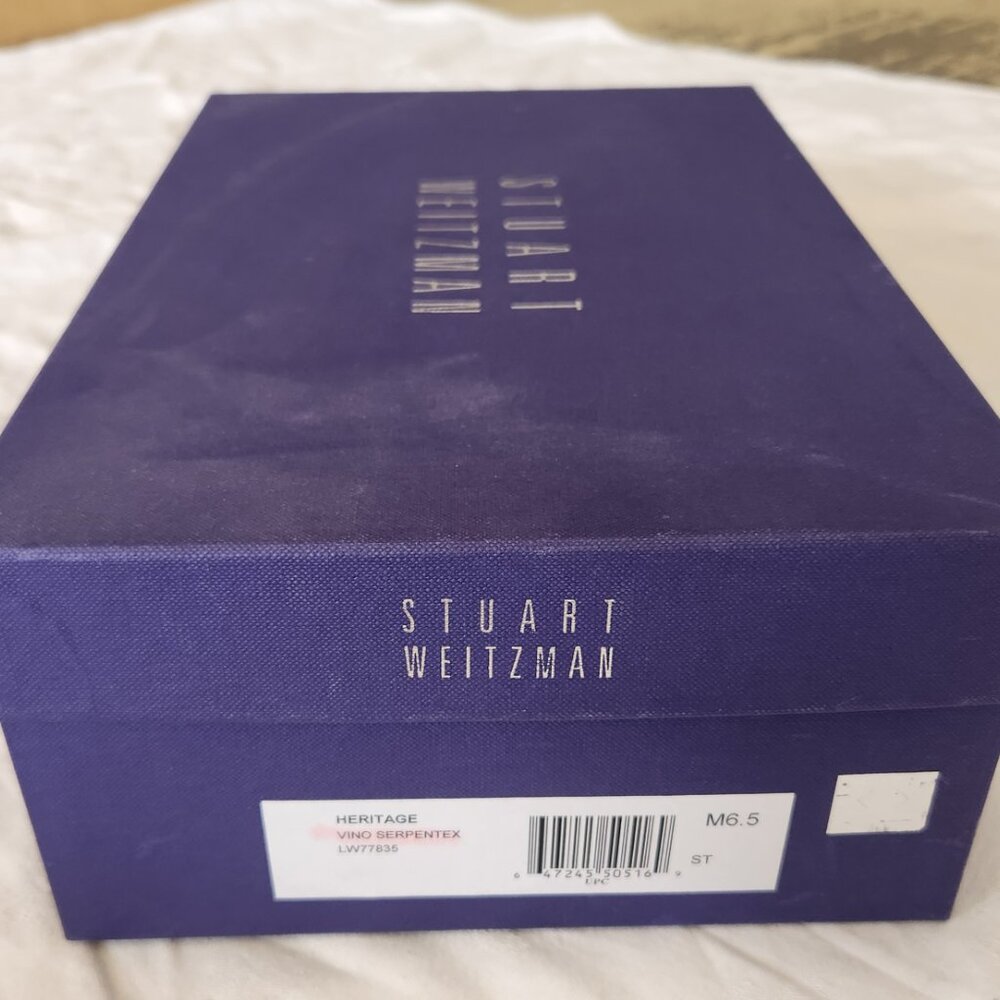 STUART
WEITZMAN
STUART
WEITZMAN
HERITAGE
VINO SERPENTEX
LW77835
M6.5
ST
6 47245 50516 9
UPC